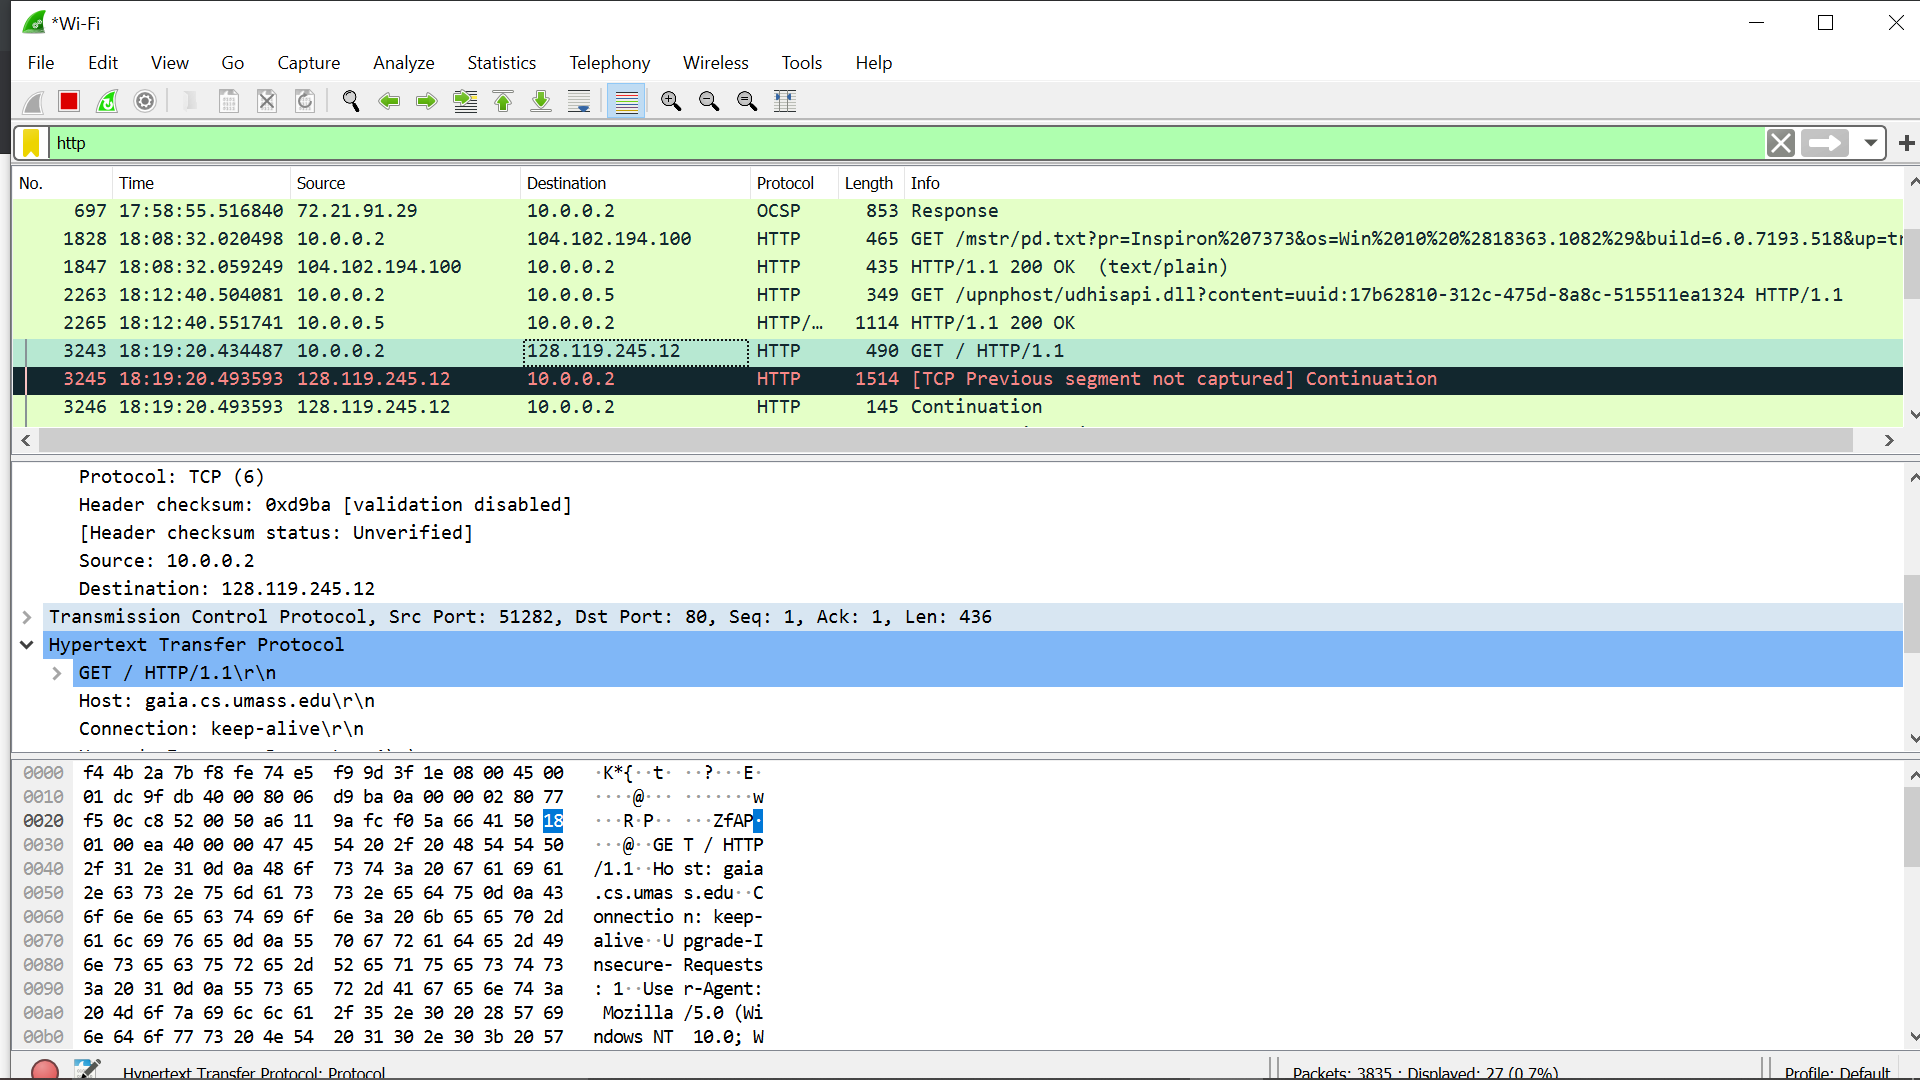 *Wi-Fi
File Edit View Go Capture Analyze Statistics Telephony Wireless Tools Help
http
No. Time Source Destination Protocol Length Info
697 17:58:55.516840 72.21.91.29 10.0.0.2 OCSP 853 Response
1828 18:08:32.020498 10.0.0.2 104.102.194.100 HTTP 465 GET /mstr/pd.txt?pr=Inspiron%207373&os=Win%2010%20%2818363.1082%29&build=6.0.7193.518&up=tr
1847 18:08:32.059249 104.102.194.100 10.0.0.2 HTTP 435 HTTP/1.1 200 OK (text/plain)
2263 18:12:40.504081 10.0.0.2 10.0.0.5 HTTP 349 GET /upnphost/udhisapi.dll?content=uuid:17b62810-312c-475d-8a8c-515511ea1324 HTTP/1.1
2265 18:12:40.551741 10.0.0.5 10.0.0.2 HTTP/… 1114 HTTP/1.1 200 OK
3243 18:19:20.434487 10.0.0.2 128.119.245.12 HTTP 490 GET / HTTP/1.1
3245 18:19:20.493593 128.119.245.12 10.0.0.2 HTTP 1514 [TCP Previous segment not captured] Continuation
3246 18:19:20.493593 128.119.245.12 10.0.0.2 HTTP 145 Continuation
Protocol: TCP (6)
Header checksum: 0xd9ba [validation disabled]
[Header checksum status: Unverified]
Source: 10.0.0.2
Destination: 128.119.245.12
Transmission Control Protocol, Src Port: 51282, Dst Port: 80, Seq: 1, Ack: 1, Len: 436
Hypertext Transfer Protocol
GET / HTTP/1.1\r\n
Host: gaia.cs.umass.edu\r\n
Connection: keep-alive\r\n
0000 f4 4b 2a 7b f8 fe 74 e5 f9 9d 3f 1e 08 00 45 00 ·K*{··t· ··?···E·
0010 01 dc 9f db 40 00 80 06 d9 ba 0a 00 00 02 80 77 ····@··· ·······w
0020 f5 0c c8 52 00 50 a6 11 9a fc f0 5a 66 41 50 18 ···R·P·· ···ZfAP·
0030 01 00 ea 40 00 00 47 45 54 20 2f 20 48 54 54 50 ···@··GE T / HTTP
0040 2f 31 2e 31 0d 0a 48 6f 73 74 3a 20 67 61 69 61 /1.1··Ho st: gaia
0050 2e 63 73 2e 75 6d 61 73 73 2e 65 64 75 0d 0a 43 .cs.umas s.edu··C
0060 6f 6e 6e 65 63 74 69 6f 6e 3a 20 6b 65 65 70 2d onnectio n: keep-
0070 61 6c 69 76 65 0d 0a 55 70 67 72 61 64 65 2d 49 alive··U pgrade-I
0080 6e 73 65 63 75 72 65 2d 52 65 71 75 65 73 74 73 nsecure- Requests
0090 3a 20 31 0d 0a 55 73 65 72 2d 41 67 65 6e 74 3a : 1··Use r-Agent:
00a0 20 4d 6f 7a 69 6c 6c 61 2f 35 2e 30 20 28 57 69 Mozilla /5.0 (Wi
00b0 6e 64 6f 77 73 20 4e 54 20 31 30 2e 30 3b 20 57 ndows NT 10.0; W
Hypertext Transfer Protocol: Protocol Packets: 3835 · Displayed: 27 (0.7%) Profile: Default